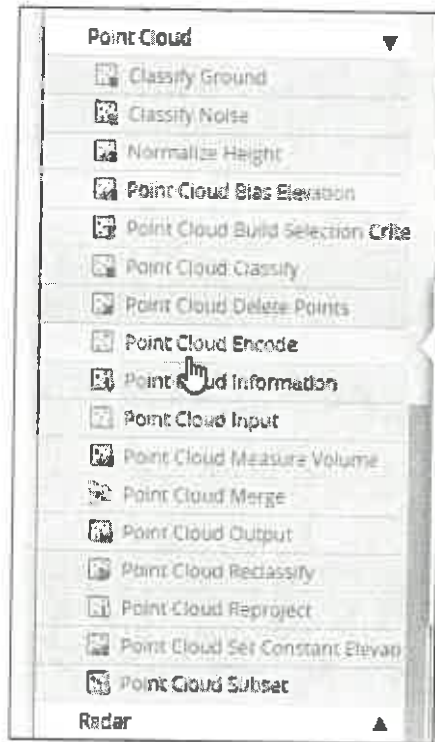 Point Cloud
Classify Ground
Classify Noise
Normalize Height
Point Cloud Bias Elevation
Point Cloud Build Selection Crite
Point Cloud Classify
Point Cloud Delete Points
Point Cloud Encode
Point Cloud Information
Point Cloud Input
Point Cloud Measure Volume
Point Cloud Merge
Point Cloud Output
Point Cloud Reclassify
Point Cloud Reproject
Point Cloud Set Constant Elevati
Point Cloud Subset
Radar